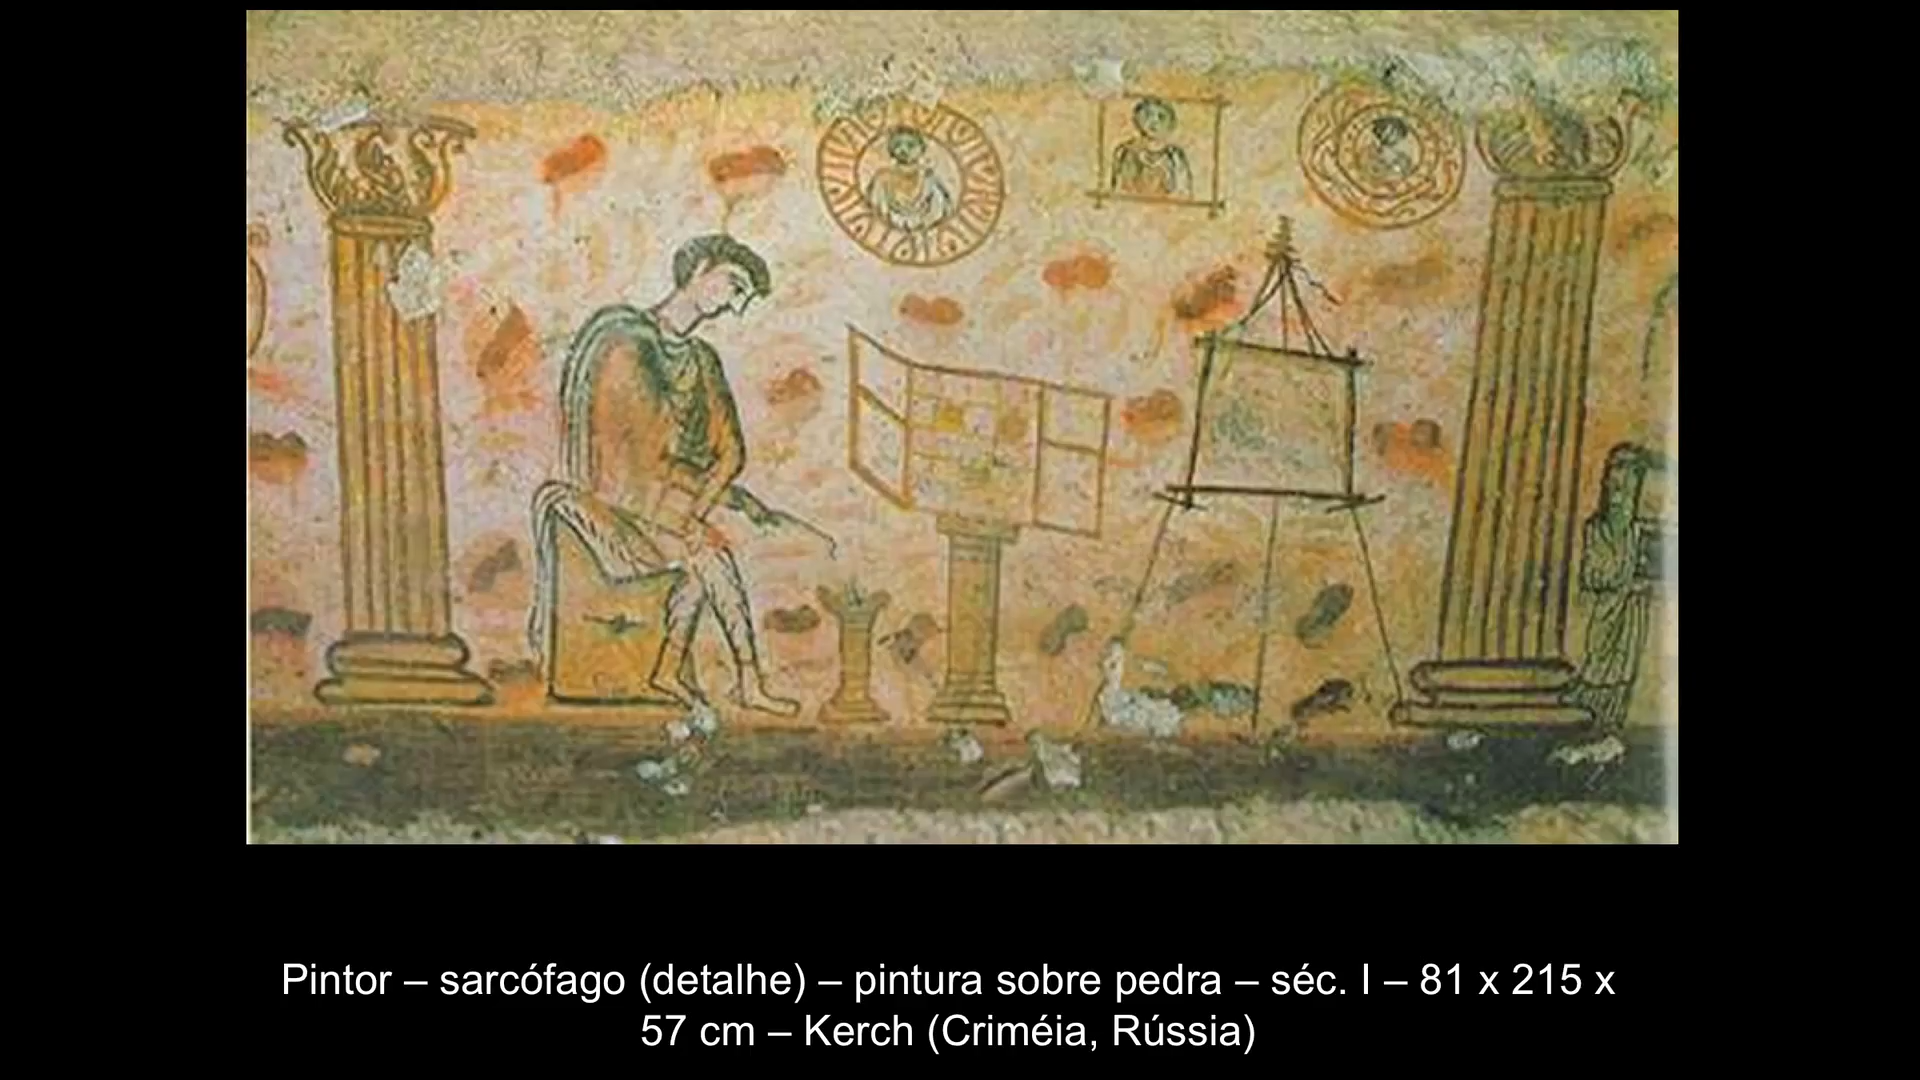 Pintor – sarcófago (detalhe) – pintura sobre pedra – séc. I – 81 x 215 x
57 cm – Kerch (Criméia, Rússia)